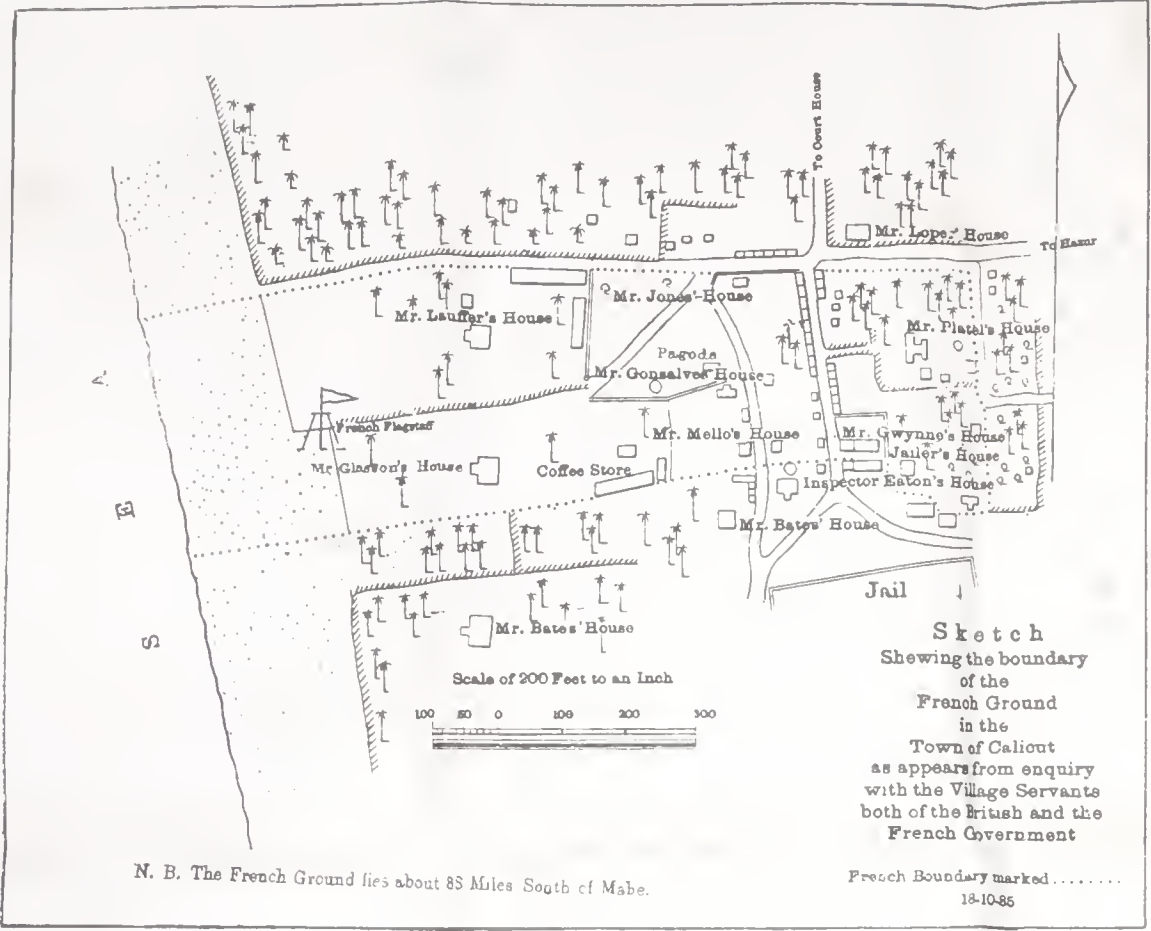 To Court House
Mr. Lopez' House
To Hazur
Mr. Jones' House
Mr. Lauffer's House
Mr. Platel's House
Pagoda
Mr. Gonsalves' House
French Flagstaff
Mr. Mello's House
Mr. Gwynne's House
Jailer's House
Mr. Glasson's House
Coffee Store
Inspector Eaton's House
Mr. Bates' House
Jail
Mr. Bates' House
SEA
Scale of 200 Feet to an Inch
100 50 0 100 200 300
Sketch
Shewing the boundary
of the
French Ground
in the
Town of Calicut
as appears from enquiry
with the Village Servants
both of the British and the
French Government
N. B. The French Ground lies about 85 Miles South of Mahe.
French Boundary marked ........
18-10-85